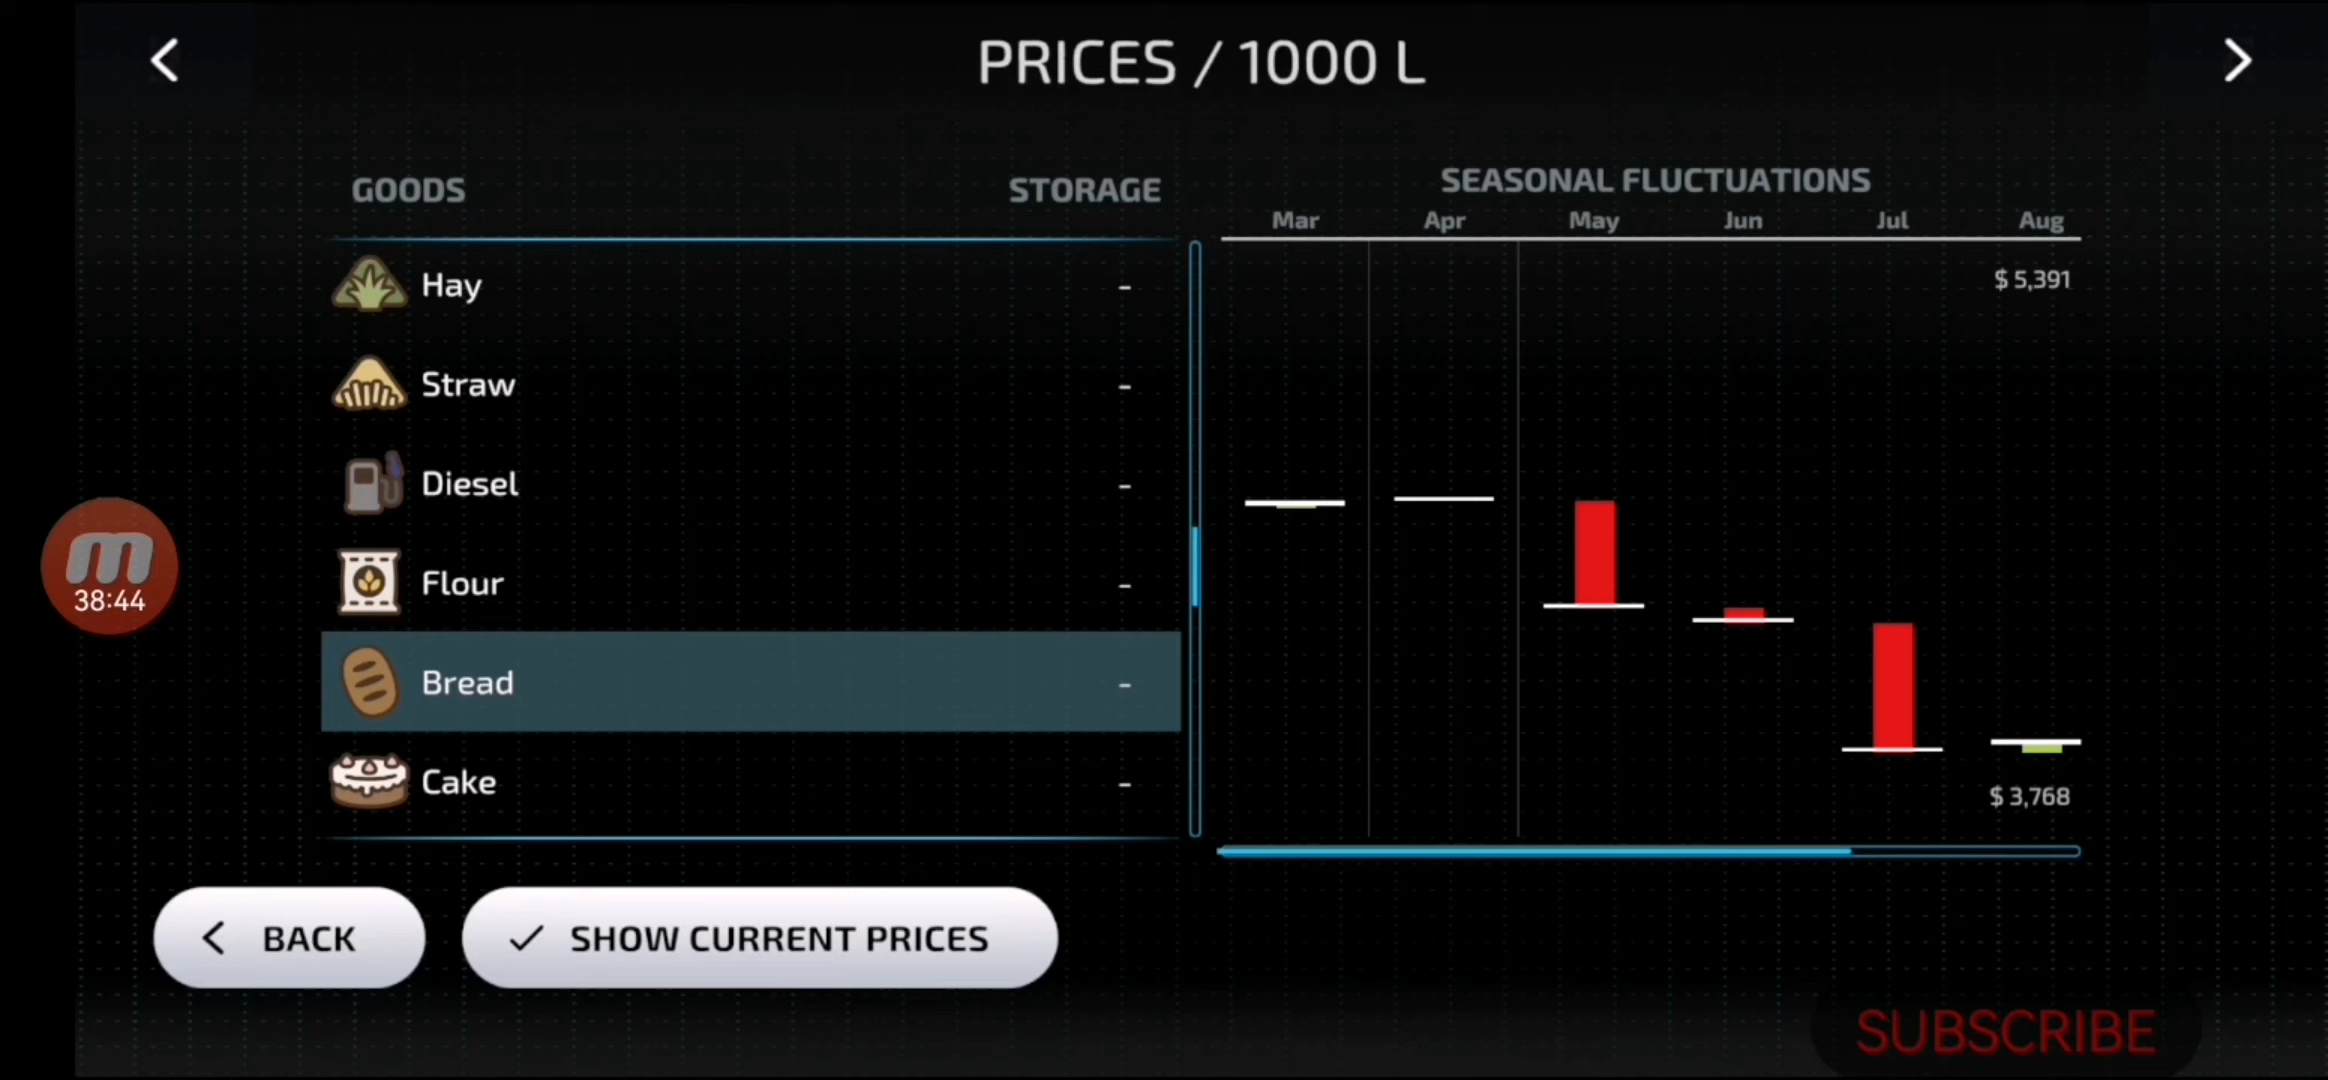 PRICES / 1000 L
GOODS
STORAGE
SEASONAL FLUCTUATIONS
Mar Apr May Jun Jul Aug
Hay -
$ 5,391
Straw -
Diesel -
Flour -
m
38:44
Bread -
Cake -
$ 3,768
BACK
SHOW CURRENT PRICES
SUBSCRIBE